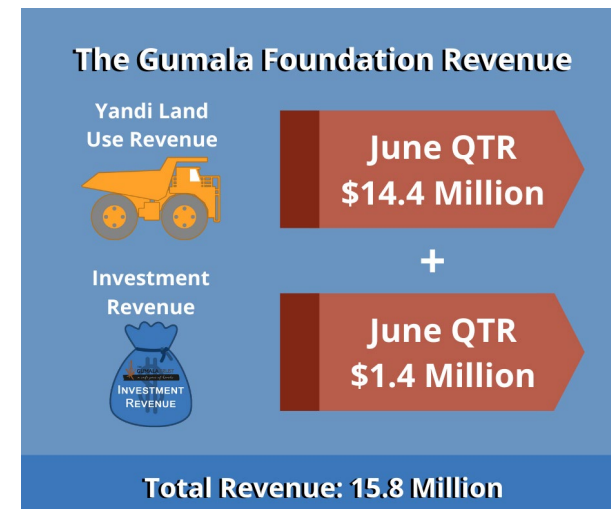 The Gumala Foundation Revenue
Yandi Land
Use Revenue
June QTR
$14.4 Million
+
Investment
Revenue
June QTR
$1.4 Million
INVESTMENT
REVENUE
Total Revenue: 15.8 Million